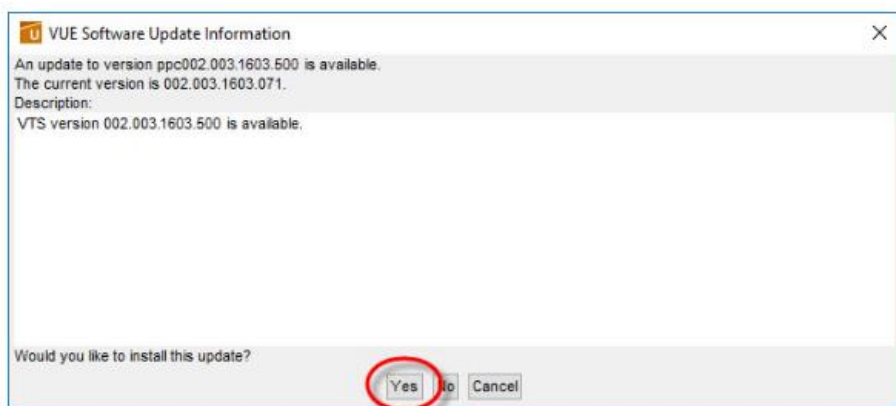 VUE Software Update Information
An update to version ppc002.003.1603.500 is available.
The current version is 002.003.1603.071.
Description:
VTS version 002.003.1603.500 is available.
Would you like to install this update?
Yes No Cancel